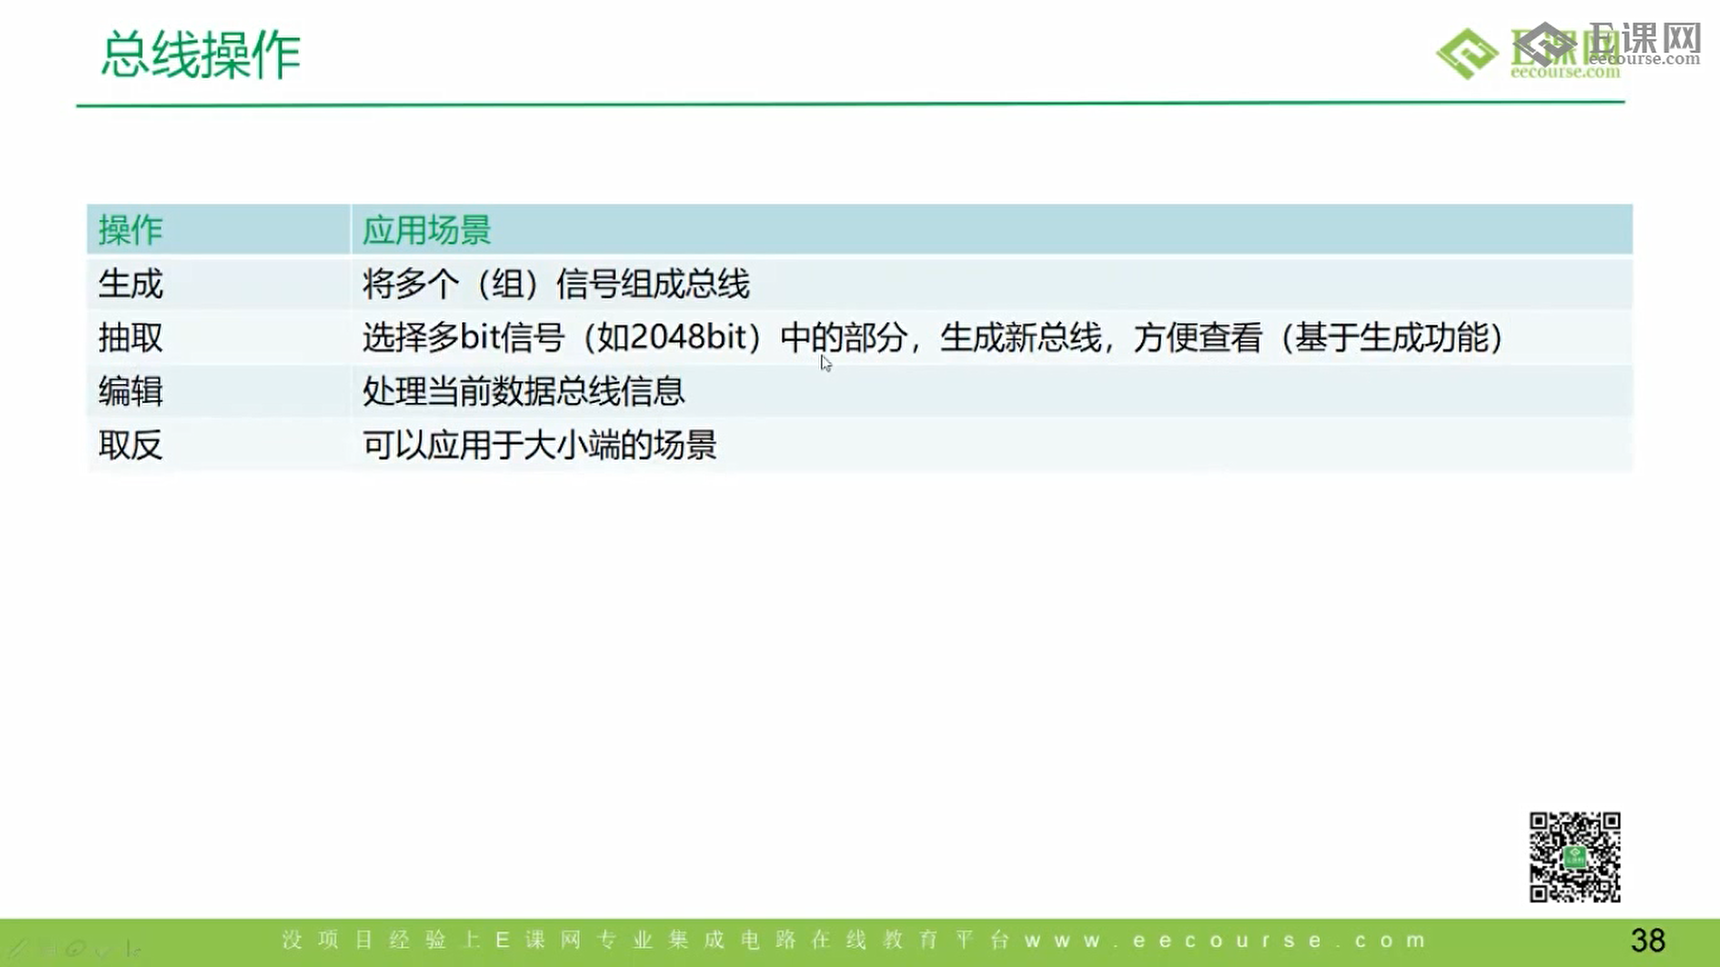 总线操作
E课网
eecourse.com
eecourse.com
操作 应用场景
生成 将多个（组）信号组成总线
抽取 选择多bit信号（如2048bit）中的部分，生成新总线，方便查看（基于生成功能）
编辑 处理当前数据总线信息
取反 可以应用于大小端的场景
没项目经验上E课网专业集成电路在线教育平台www.eecourse.com
38